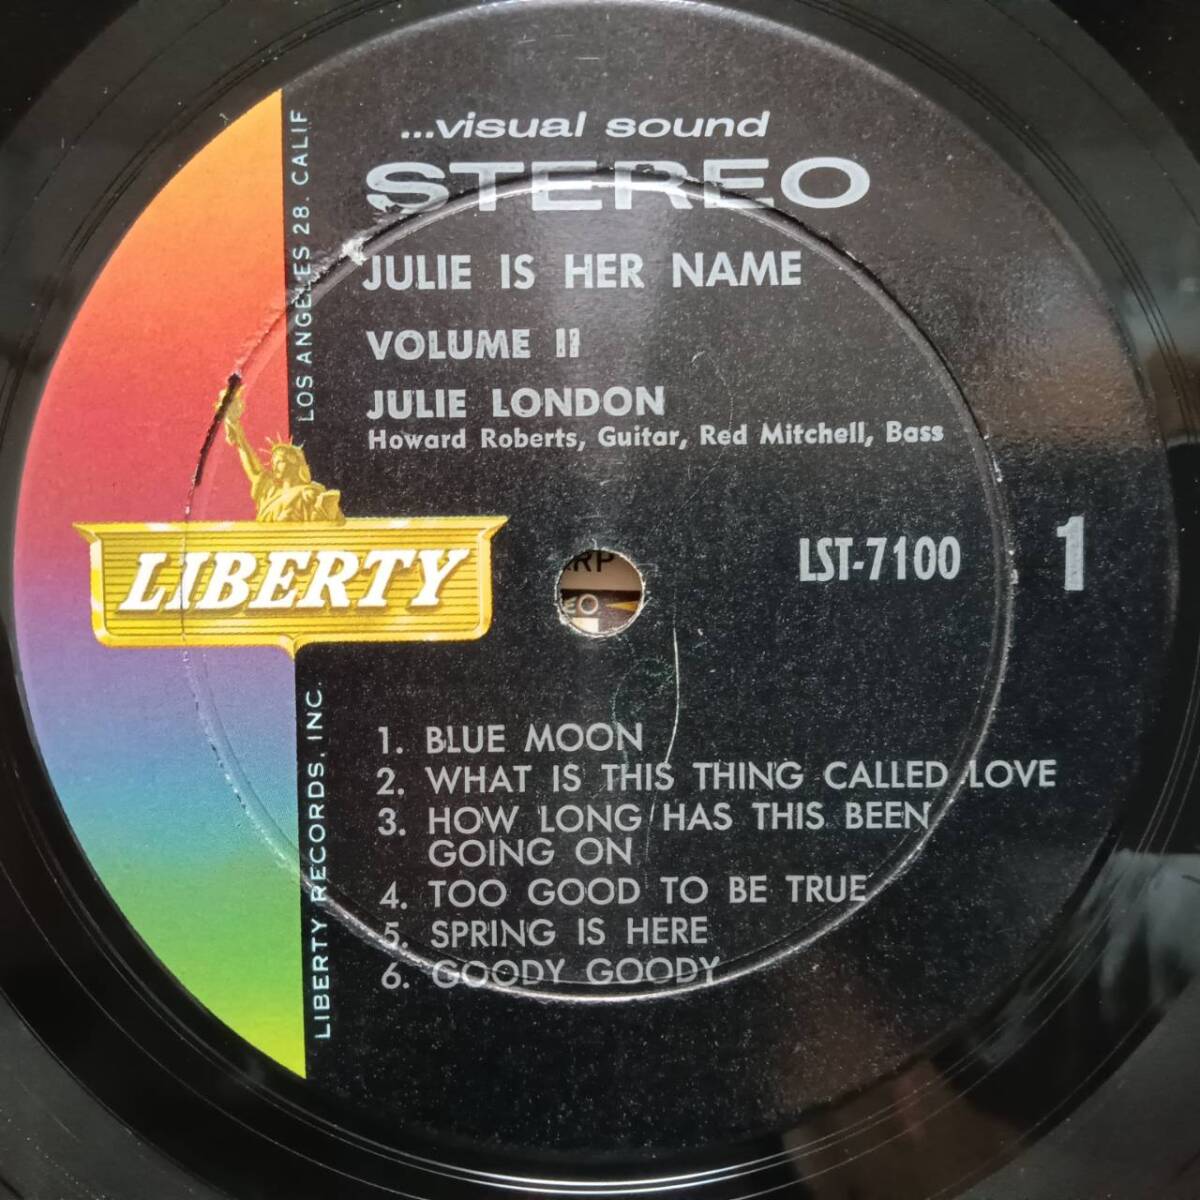 ...visual sound
STEREO
JULIE IS HER NAME
VOLUME II
JULIE LONDON
Howard Roberts, Guitar, Red Mitchell, Bass
LOS ANGELES 28. CALIF
LIBERTY
LST-7100
1
LIBERTY RECORDS, INC.
1. BLUE MOON
2. WHAT IS THIS THING CALLED LOVE
3. HOW LONG HAS THIS BEEN
GOING ON
4. TOO GOOD TO BE TRUE
5. SPRING IS HERE
6. GOODY GOODY